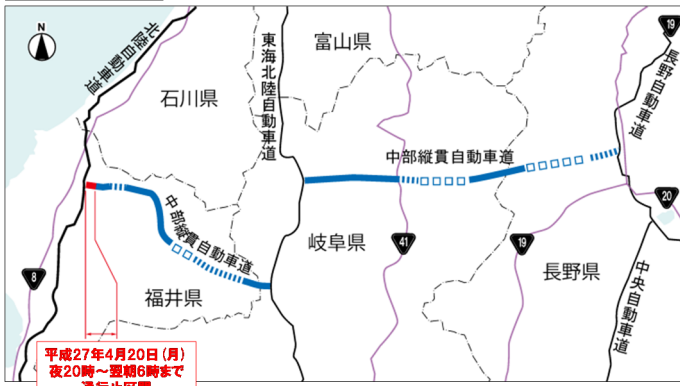 N
北陸自動車道
石川県
東海北陸自動車道
富山県
19
長野自動車道
中部縦貫自動車道
中部縦貫自動車道
岐阜県
41
19
20
長野県
中央自動車道
8
福井県
平成27年4月20日(月)
夜20時~翌朝6時まで